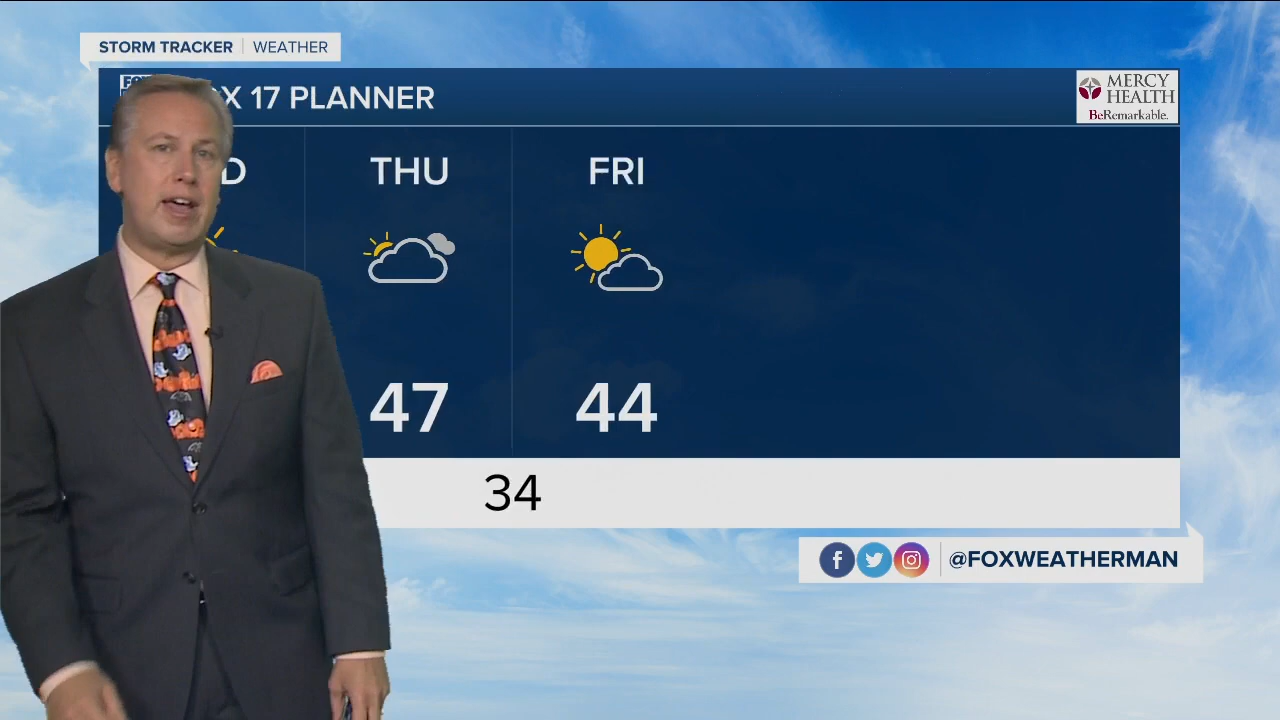 STORM TRACKER WEATHER
X 17 PLANNER
MERCY
HEALTH
BeRemarkable.
D THU FRI
47 44
34
f @FOXWEATHERMAN